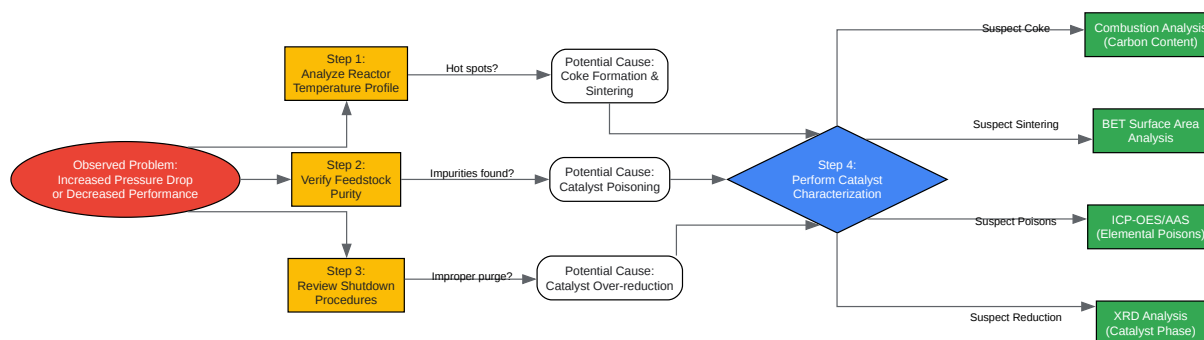 Observed Problem:
Increased Pressure Drop
or Decreased Performance
Step 1:
Analyze Reactor
Temperature Profile
Hot spots?
Potential Cause:
Coke Formation &
Sintering
Step 2:
Verify Feedstock
Purity
Impurities found?
Potential Cause:
Catalyst Poisoning
Step 3:
Review Shutdown
Procedures
Improper purge?
Potential Cause:
Catalyst Over-reduction
Step 4:
Perform Catalyst
Characterization
Suspect Coke
Combustion Analysis
(Carbon Content)
Suspect Sintering
BET Surface Area
Analysis
Suspect Poisons
ICP-OES/AAS
(Elemental Poisons)
Suspect Reduction
XRD Analysis
(Catalyst Phase)